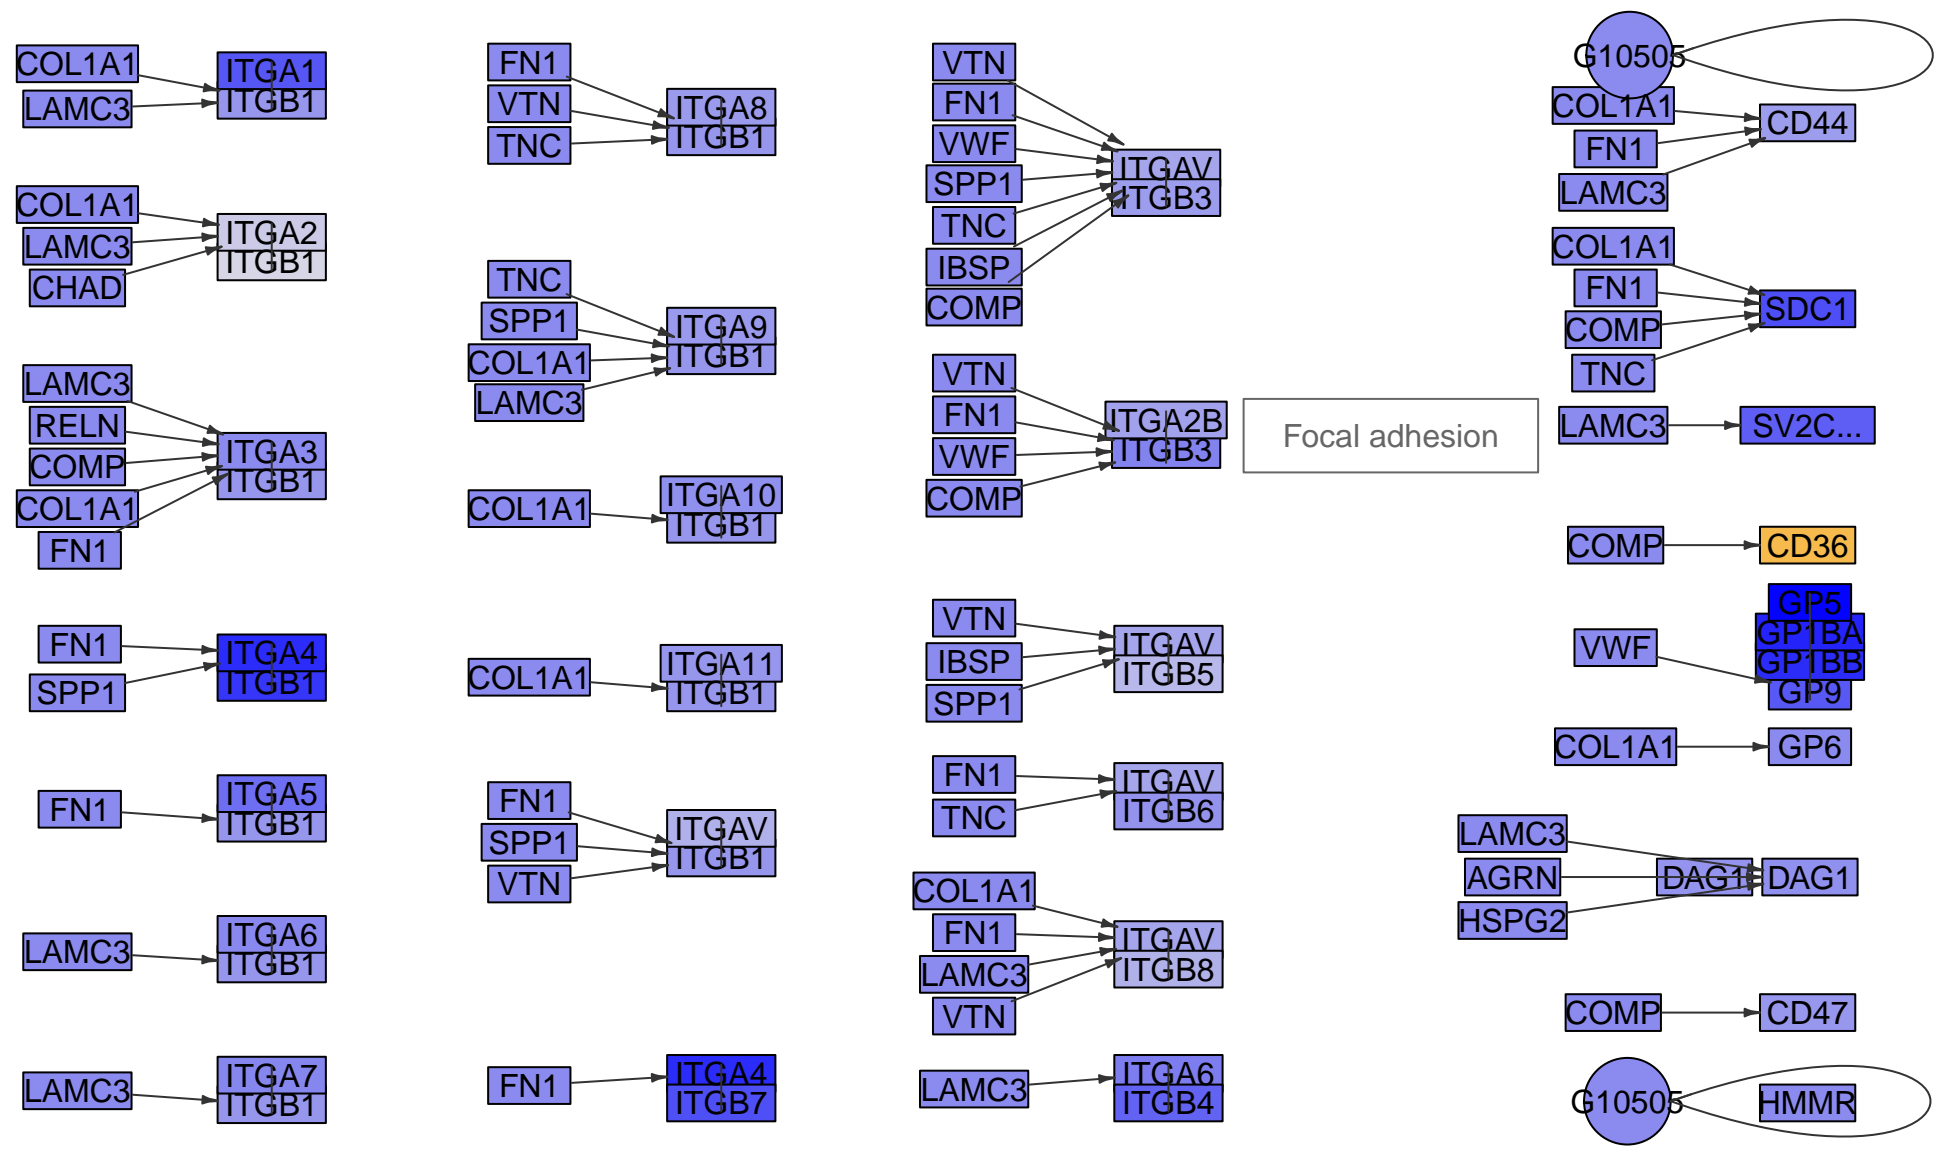 COL1A1
LAMC3
ITGA1
ITGB1
COL1A1
LAMC3
CHAD
ITGA2
ITGB1
LAMC3
RELN
COMP
COL1A1
FN1
ITGA3
ITGB1
FN1
SPP1
ITGA4
ITGB1
FN1
ITGA5
ITGB1
LAMC3
ITGA6
ITGB1
LAMC3
ITGA7
ITGB1
FN1
VTN
TNC
ITGA8
ITGB1
TNC
SPP1
COL1A1
LAMC3
ITGA9
ITGB1
COL1A1
ITGA10
ITGB1
COL1A1
ITGA11
ITGB1
FN1
SPP1
VTN
ITGAV
ITGB1
FN1
ITGA4
ITGB7
VTN
FN1
VWF
SPP1
TNC
IBSP
COMP
ITGAV
ITGB3
VTN
FN1
VWF
COMP
ITGA2B
ITGB3
VTN
IBSP
SPP1
ITGAV
ITGB5
FN1
TNC
ITGAV
ITGB6
COL1A1
FN1
LAMC3
VTN
ITGAV
ITGB8
LAMC3
ITGA6
ITGB4
Focal adhesion
G10505
COL1A1
FN1
LAMC3
CD44
COL1A1
FN1
COMP
TNC
SDC1
LAMC3
SV2C...
COMP
CD36
VWF
GP5
GP1BA
GP1BB
GP9
COL1A1
GP6
LAMC3
AGRN
HSPG2
DAG1
DAG1
COMP
CD47
G10505
HMMR